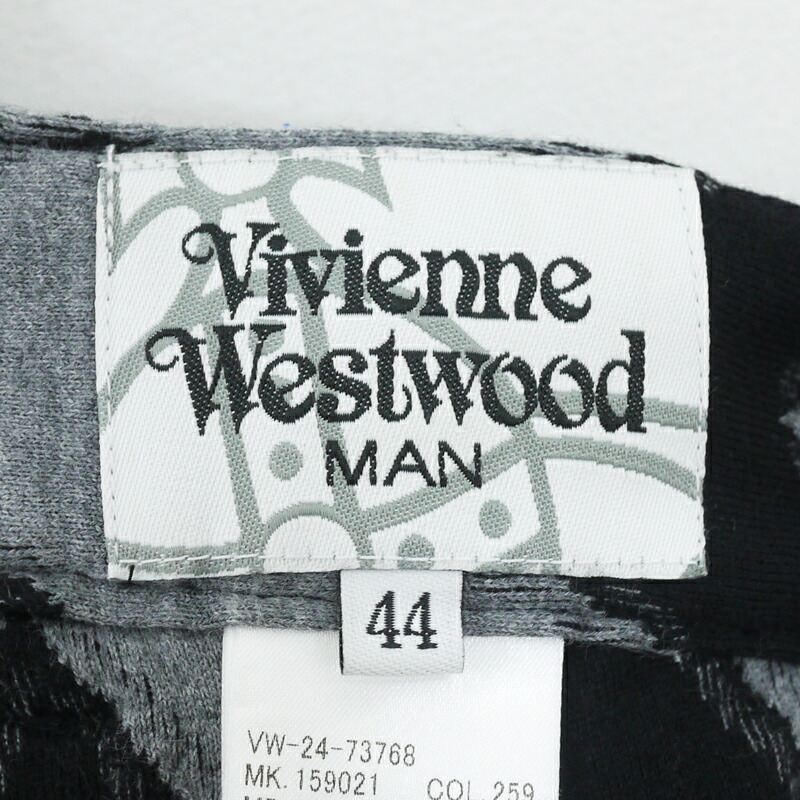 Vivienne
Westwood
MAN
44
VW-24-73768
MK. 159021 COL. 259